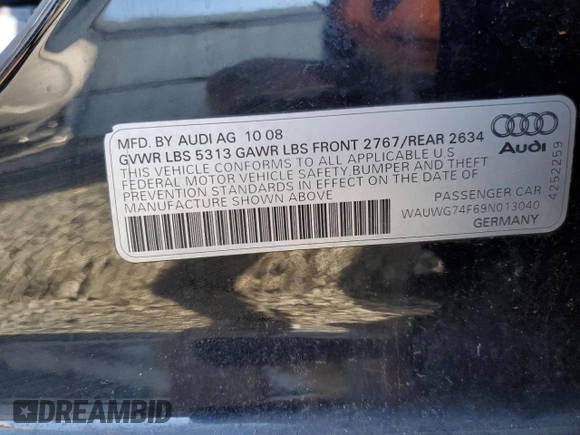 MFD. BY AUDI AG 10 08
GVWR LBS 5313 GAWR LBS FRONT 2767/REAR 2634
THIS VEHICLE CONFORMS TO ALL APPLICABLE U S
FEDERAL MOTOR VEHICLE SAFETY,BUMPER AND THEFT
PREVENTION STANDARDS IN EFFECT ON THE DATE OF
MANUFACTURE SHOWN ABOVE
PASSENGER CAR
WAUWG74F69N013040
GERMANY
Audi
4252259
DREAMBID